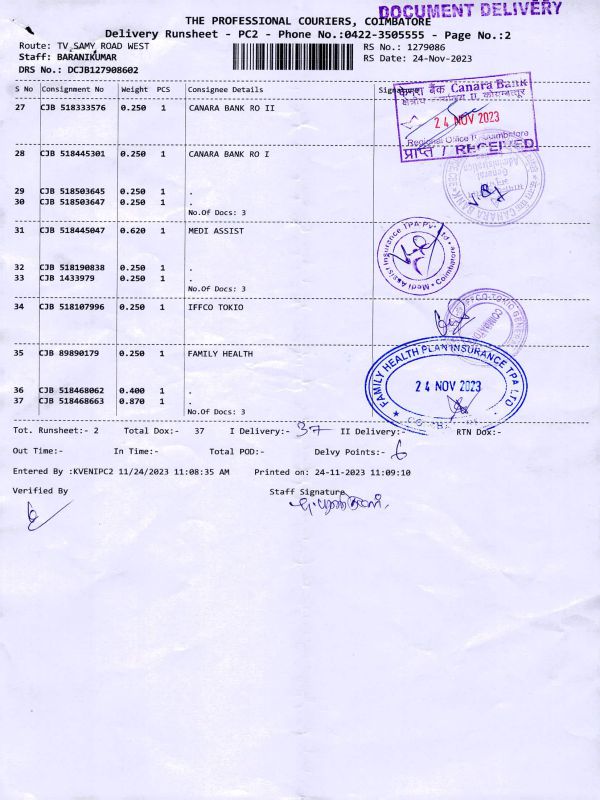 DOCUMENT DELIVERY
THE PROFESSIONAL COURIERS, COIMBATORE
Delivery Runsheet - PC2 - Phone No.:0422-3505555 - Page No.:2
Route: TV SAMY ROAD WEST
RS No.: 1279086
Staff: BARANIKUMAR
RS Date: 24-Nov-2023
DRS No.: DCJB127908602
S No Consignment No Weight PCS Consignee Details
27 CJB 518333576 0.250 1 CANARA BANK RO II
केनरा बैंक Canara Bank
24 NOV 2023
Regional Office II, Coimbatore
प्राप्त / RECEIVED
28 CJB 518445301 0.250 1 CANARA BANK RO I
29 CJB 518503645 0.250 1 .
30 CJB 518503647 0.250 1 .
No.Of Docs: 3
31 CJB 518445047 0.620 1 MEDI ASSIST
Medi Assist Insurance TPA Pvt Ltd Coimbatore
32 CJB 518190838 0.250 1 .
33 CJB 1433979 0.250 1 .
No.Of Docs: 3
34 CJB 518107996 0.250 1 IFFCO TOKIO
35 CJB 89890179 0.250 1 FAMILY HEALTH
FAMILY HEALTH PLAN INSURANCE TPA LTD
24 NOV 2023
36 CJB 518468062 0.400 1 .
37 CJB 518468663 0.870 1 .
No.Of Docs: 3
Tot. Runsheet:- 2 Total Dox:- 37 I Delivery:- 37 II Delivery:- RTN Dox:-
Out Time:- In Time:- Total POD:- Delvy Points:- 6
Entered By :KVENIPC2 11/24/2023 11:08:35 AM Printed on: 24-11-2023 11:09:10
Verified By Staff Signature